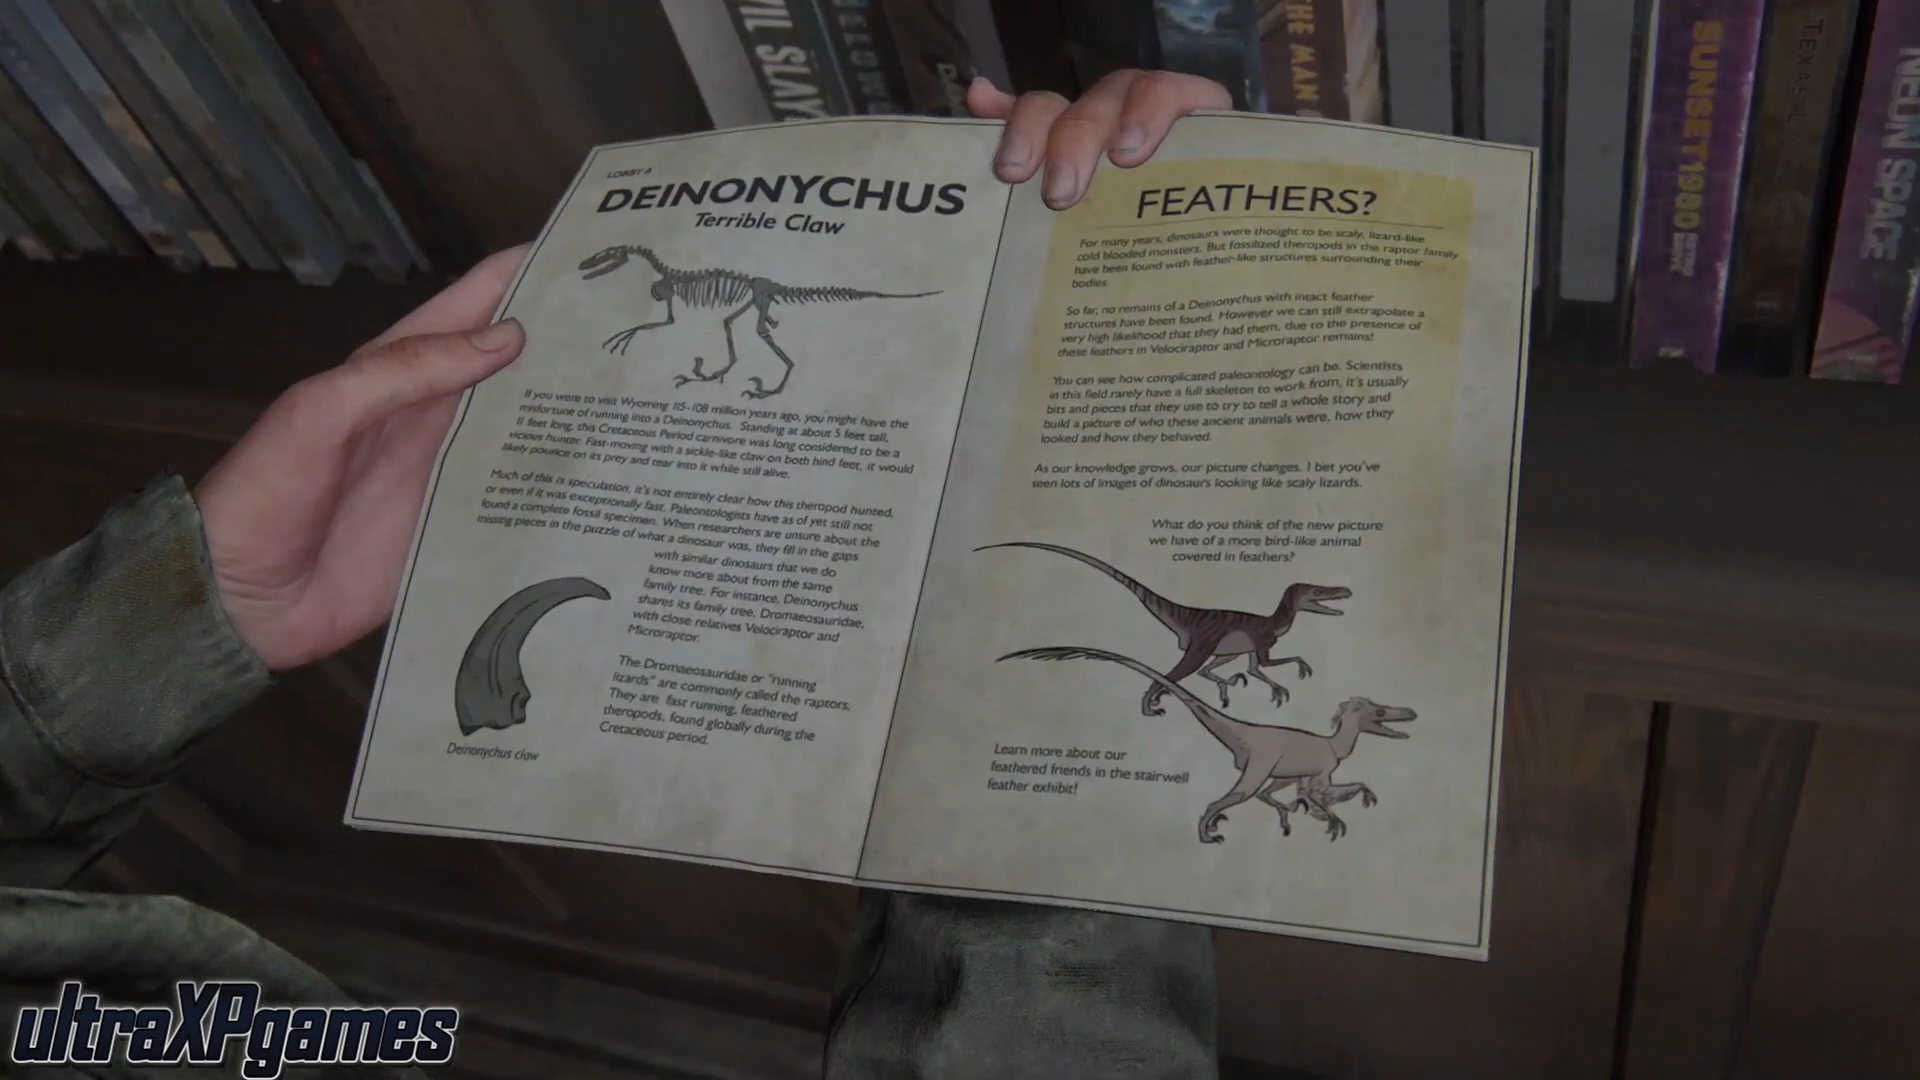 VIL SLAY
BELOW
THE MAN
SUNSET 1980
TEXAS
NEON SPACE
LOBBY A
DEINONYCHUS
Terrible Claw
If you were to visit Wyoming 115-108 million years ago, you might have the
misfortune of running into a Deinonychus. Standing at about 5 feet tall,
11 feet long, this Cretaceous Period carnivore was long considered to be a
vicious hunter. Fast-moving with a sickle-like claw on both hind feet, it would
likely pounce on its prey and tear into it while still alive.
Much of this is speculation, it's not entirely clear how this theropod hunted,
or even if it was exceptionally fast. Paleontologists have as of yet still not
found a complete fossil specimen. When researchers are unsure about the
missing pieces in the puzzle of what a dinosaur was, they fill in the gaps
with similar dinosaurs that we do
know more about from the same
family tree. For instance, Deinonychus
shares its family tree, Dromaeosauridae,
with close relatives Velociraptor and
Microraptor.
The Dromaeosauridae or "running
lizards" are commonly called the raptors.
They are fast running, feathered
theropods, found globally during the
Cretaceous period.
Deinonychus claw
FEATHERS?
For many years, dinosaurs were thought to be scaly, lizard-like
cold blooded monsters. But fossilized theropods in the raptor family
have been found with feather-like structures surrounding their
bodies.
So far, no remains of a Deinonychus with intact feather
structures have been found. However we can still extrapolate a
very high likelihood that they had them, due to the presence of
these feathers in Velociraptor and Microraptor remains!
You can see how complicated paleontology can be. Scientists
in this field rarely have a full skeleton to work from, it's usually
bits and pieces that they use to try to tell a whole story and
build a picture of who these ancient animals were, how they
looked and how they behaved.
As our knowledge grows, our picture changes. I bet you've
seen lots of images of dinosaurs looking like scaly lizards.
What do you think of the new picture
we have of a more bird-like animal
covered in feathers?
Learn more about our
feathered friends in the stairwell
feather exhibit!
ultraXPgames